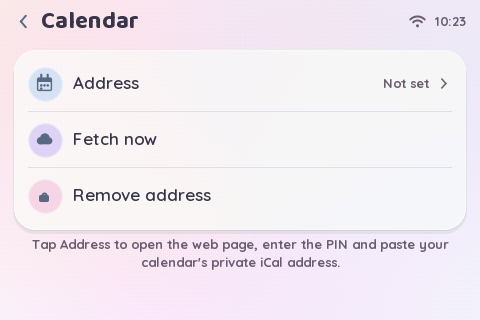 Calendar
10:23
Address
Not set
Fetch now
Remove address
Tap Address to open the web page, enter the PIN and paste your
calendar's private iCal address.